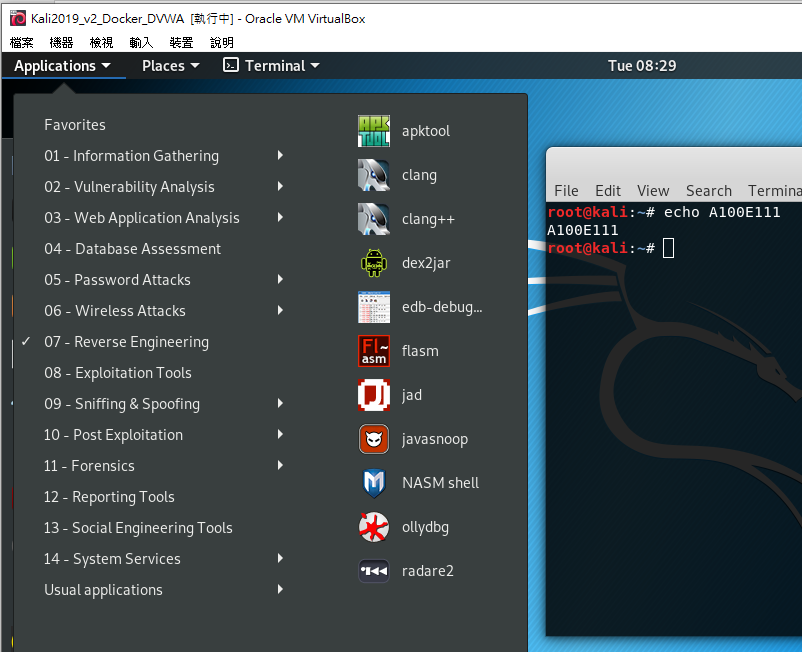 Kali2019_v2_Docker_DVWA [執行中] - Oracle VM VirtualBox
檔案 機器 檢視 輸入 裝置 說明
Applications Places Terminal Tue 08:29
Favorites
01 - Information Gathering
02 - Vulnerability Analysis
03 - Web Application Analysis
04 - Database Assessment
05 - Password Attacks
06 - Wireless Attacks
07 - Reverse Engineering
08 - Exploitation Tools
09 - Sniffing & Spoofing
10 - Post Exploitation
11 - Forensics
12 - Reporting Tools
13 - Social Engineering Tools
14 - System Services
Usual applications
APK TOOL
apktool
clang
clang++
dex2jar
edb-debug...
Fl~ asm
flasm
jad
javasnoop
NASM shell
ollydbg
radare2
File Edit View Search Termina
root@kali:~# echo A100E111
A100E111
root@kali:~#